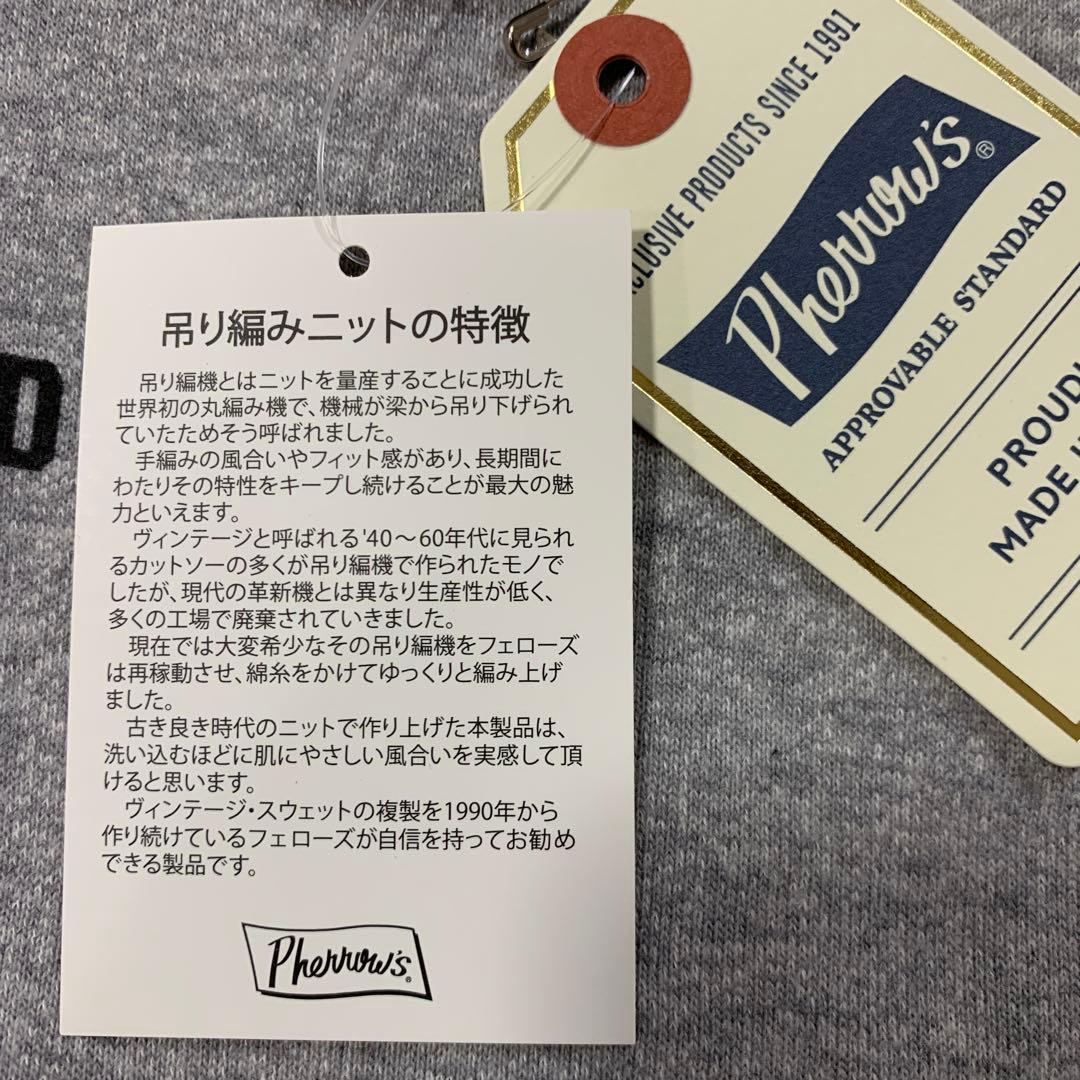 吊り編みニットの特徴
吊り編機とはニットを量産することに成功した
世界初の丸編み機で、機械が梁から吊り下げられ
ていたためそう呼ばれました。
手編みの風合いやフィット感があり、長期間に
わたりその特性をキープし続けることが最大の魅
力といえます。
ヴィンテージと呼ばれる'40〜60年代に見られ
るカットソーの多くが吊り編機で作られたモノで
したが、現代の革新機とは異なり生産性が低く、
多くの工場で廃棄されていきました。
現在では大変希少なその吊り編機をフェローズ
は再稼動させ、綿糸をかけてゆっくりと編み上げ
ました。
古き良き時代のニットで作り上げた本製品は、
洗い込むほどに肌にやさしい風合いを実感して頂
けると思います。
ヴィンテージ・スウェットの複製を1990年から
作り続けているフェローズが自信を持ってお勧め
できる製品です。
Pherrow's®
PRODUCTS SINCE 1991
Pherrow's®
APPROVABLE STANDARD
MADE
D